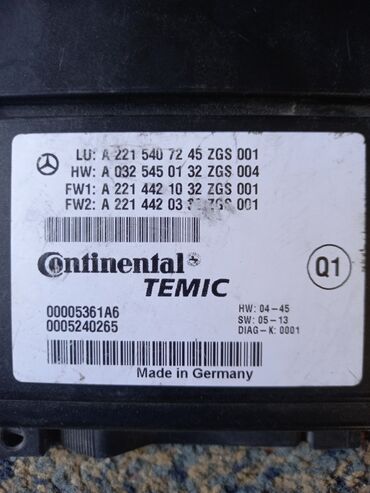 LU: A 221 540 72 45 ZGS 001
HW: A 032 545 01 32 ZGS 004
FW1: A 221 442 10 32 ZGS 001
FW2: A 221 442 03 ZGS 001
Continental
TEMIC
Q1
00005361A6
0005240265
HW: 04-45
SW: 05-13
DIAG-K: 0001
Made in Germany